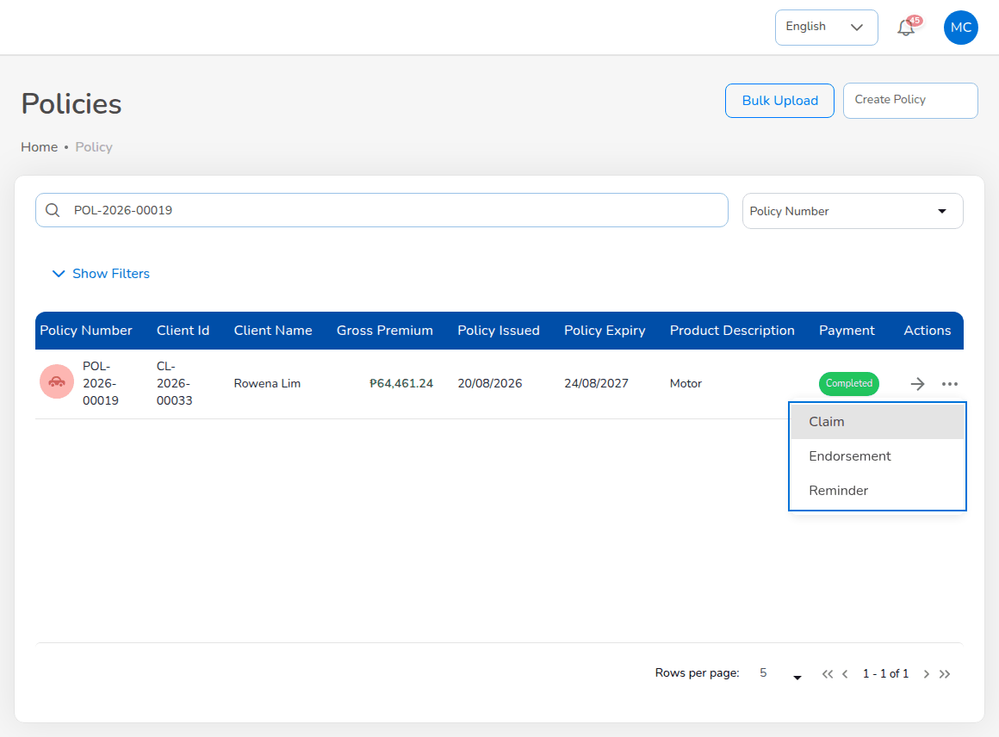 English
45
MC
Policies
Bulk Upload
Create Policy
Home • Policy
POL-2026-00019
Policy Number
Show Filters
Policy Number Client Id Client Name Gross Premium Policy Issued Policy Expiry Product Description Payment Actions
POL-
2026-
00019
CL-
2026-
00033
Rowena Lim
₱64,461.24
20/08/2026
24/08/2027
Motor
Completed
Claim
Endorsement
Reminder
Rows per page: 5
1 - 1 of 1